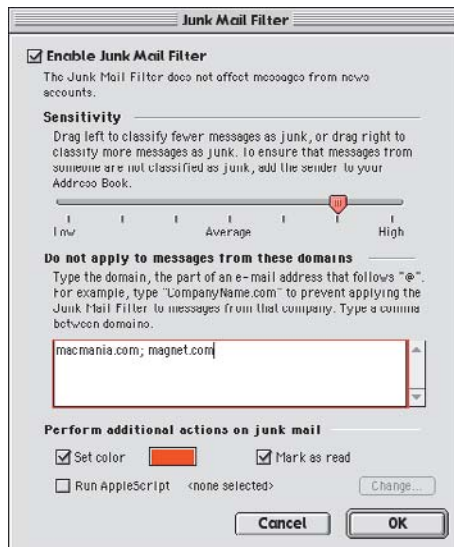 Junk Mail Filter
Enable Junk Mail Filter
The Junk Mail Filter does not affect messages from news
accounts.
Sensitivity
Drag left to classify fewer messages as junk, or drag right to
classify more messages as junk. To ensure that messages from
someone are not classified as junk, add the sender to your
Address Book.
Low Average High
Do not apply to messages from these domains
Type the domain, the part of an e-mail address that follows "@".
For example, type "CompanyName.com" to prevent applying the
Junk Mail Filter to messages from that company. Type a comma
between domains.
macmania.com; magnet.com
Perform additional actions on junk mail
Set color Mark as read
Run AppleScript <none selected> Change...
Cancel OK